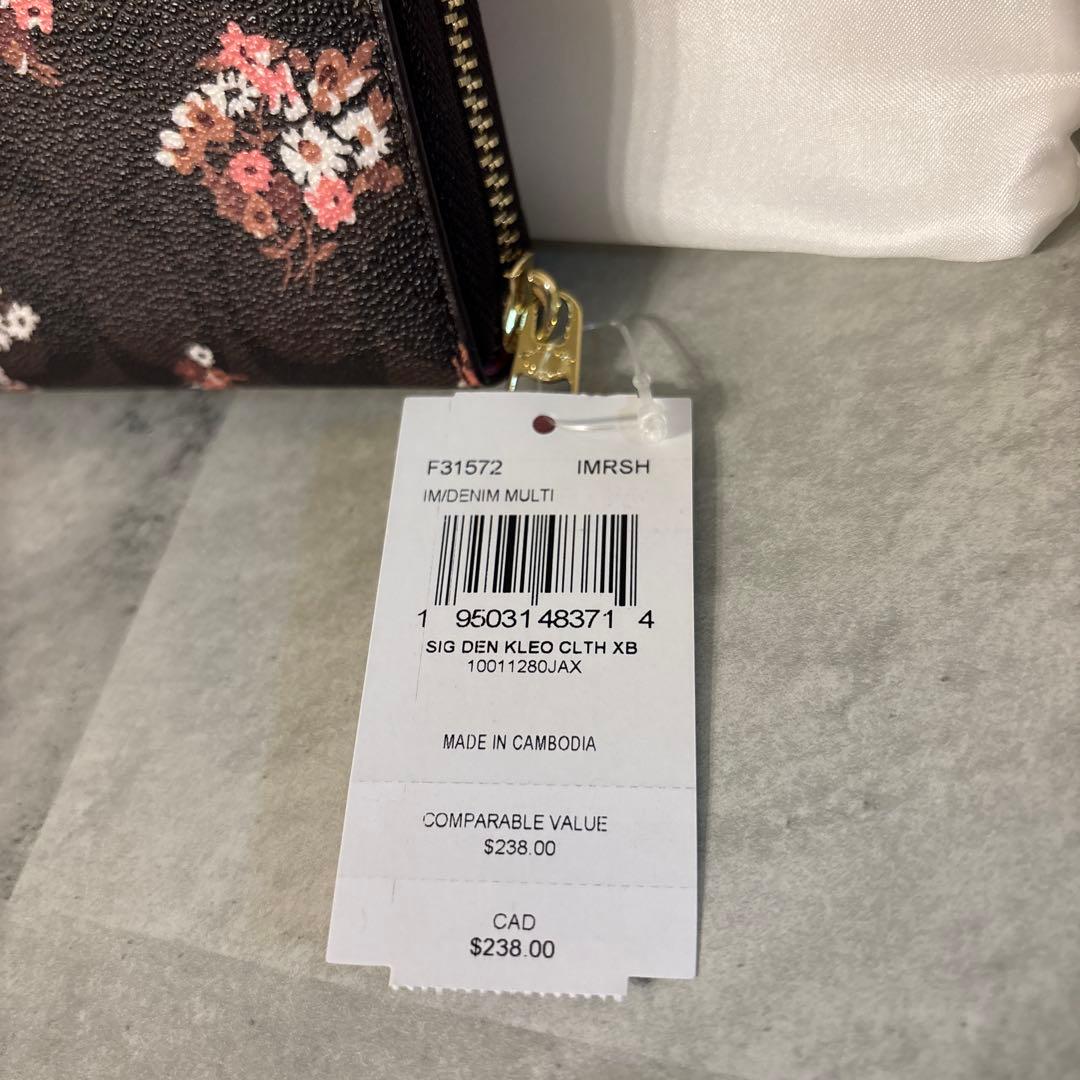 F31572 IMRSH
IM/DENIM MULTI
1 95031 48371 4
SIG DEN KLEO CLTH XB
10011280JAX
MADE IN CAMBODIA
COMPARABLE VALUE
$238.00
CAD
$238.00